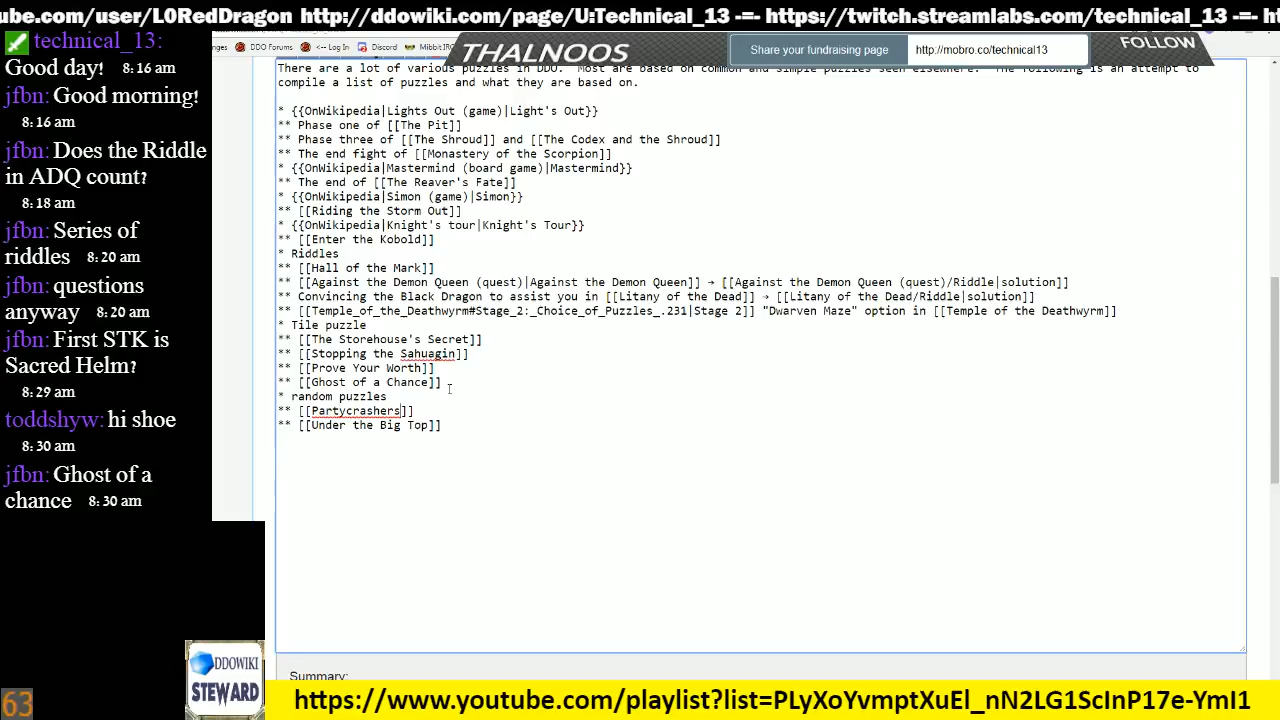 ube.com/user/L0RedDragon http://ddowiki.com/page/U:Technical_13 -=- https://twitch.streamlabs.com/technical_13 -=- ht
technical_13:
Good day! 8:16 am
jfbn: Good morning!
8:16 am
jfbn: Does the Riddle
in ADQ count?
8:18 am
jfbn: Series of
riddles 8:20 am
jfbn: questions
anyway 8:20 am
jfbn: First STK is
Sacred Helm?
8:29 am
toddshyw: hi shoe
8:30 am
jfbn: Ghost of a
chance 8:30 am
nges DDO Forums <-- Log In Discord Mibbit IR
THALNOOS
Share your fundraising page http://mobro.co/technical13
FOLLOW
There are a lot of various puzzles in DDO. Most are based on common and simple puzzles seen elsewhere. The following is an attempt to
compile a list of puzzles and what they are based on.
* {{OnWikipedia|Lights Out (game)|Light's Out}}
** Phase one of [[The Pit]]
** Phase three of [[The Shroud]] and [[The Codex and the Shroud]]
** The end fight of [[Monastery of the Scorpion]]
* {{OnWikipedia|Mastermind (board game)|Mastermind}}
** The end of [[The Reaver's Fate]]
* {{OnWikipedia|Simon (game)|Simon}}
** [[Riding the Storm Out]]
* {{OnWikipedia|Knight's tour|Knight's Tour}}
** [[Enter the Kobold]]
* Riddles
** [[Hall of the Mark]]
** [[Against the Demon Queen (quest)|Against the Demon Queen]] → [[Against the Demon Queen (quest)/Riddle|solution]]
** Convincing the Black Dragon to assist you in [[Litany of the Dead]] → [[Litany of the Dead/Riddle|solution]]
** [[Temple_of_the_Deathwyrm#Stage_2:_Choice_of_Puzzles_.231|Stage 2]] "Dwarven Maze" option in [[Temple of the Deathwyrm]]
* Tile puzzle
** [[The Storehouse's Secret]]
** [[Stopping the Sahuagin]]
** [[Prove Your Worth]]
** [[Ghost of a Chance]]
* random puzzles
** [[Partycrashers]]
** [[Under the Big Top]]
Summary:
DDOWIKI
STEWARD
63
https://www.youtube.com/playlist?list=PLyXoYvmptXuEl_nN2LG1ScInP17e-YmI1